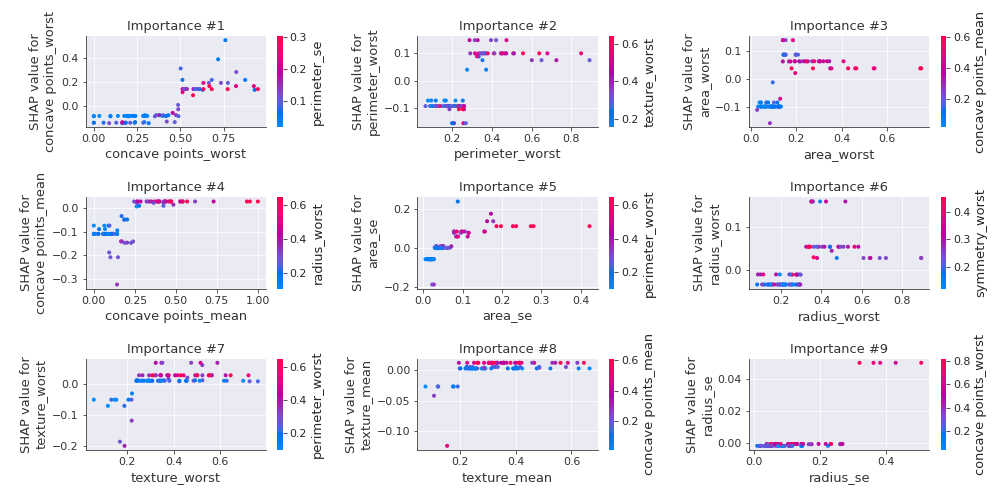 Importance #1
SHAP value for
concave points_worst
0.4
0.2
0.0
0.00 0.25 0.50 0.75
concave points_worst
0.3
0.2
0.1
perimeter_se
Importance #2
SHAP value for
perimeter_worst
0.1
0.0
−0.1
0.2 0.4 0.6 0.8
perimeter_worst
0.6
0.4
0.2
texture_worst
Importance #3
SHAP value for
area_worst
0.1
0.0
−0.1
0.0 0.2 0.4 0.6
area_worst
0.4
0.2
concave points_mean
Importance #4
SHAP value for
concave points_mean
0.0
−0.1
−0.2
−0.3
0.00 0.25 0.50 0.75 1.00
concave points_mean
0.6
0.4
0.2
radius_worst
Importance #5
SHAP value for
area_se
0.2
0.0
−0.2
0.0 0.1 0.2 0.3 0.4
area_se
0.6
0.4
0.2
perimeter_worst
Importance #6
SHAP value for
radius_worst
0.1
0.0
0.2 0.4 0.6 0.8
radius_worst
0.4
0.2
symmetry_worst
Importance #7
SHAP value for
texture_worst
0.0
−0.1
−0.2
0.2 0.4 0.6
texture_worst
0.6
0.4
0.2
perimeter_worst
Importance #8
SHAP value for
texture_mean
0.00
−0.05
−0.10
0.2 0.4 0.6
texture_mean
0.6
0.4
0.2
concave points_mean
Importance #9
SHAP value for
radius_se
0.04
0.02
0.00
0.0 0.2 0.4
radius_se
0.8
0.6
0.4
0.2
concave points_worst